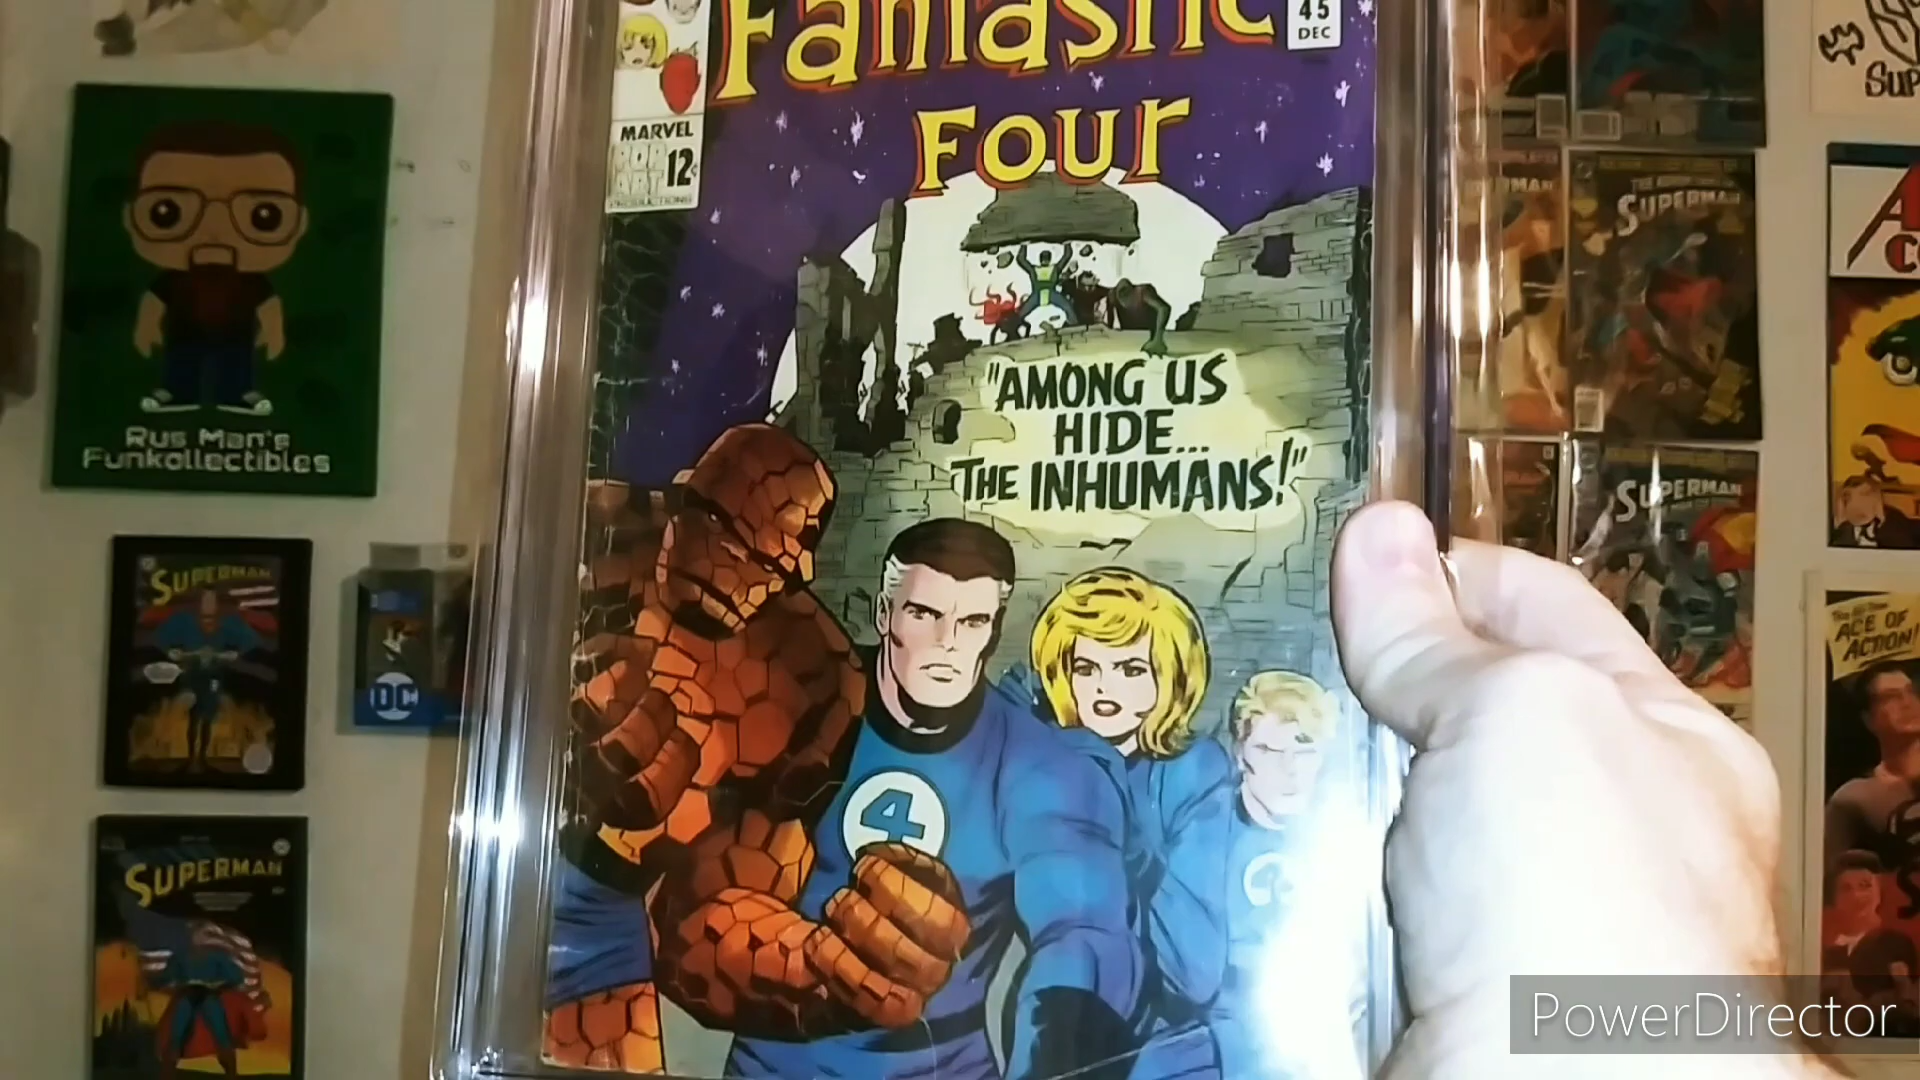 Fantastic
FOUR
45
DEC
MARVEL
POP
ART
12¢
PRODUCTIONS
"AMONG US
HIDE...
THE INHUMANS!"
4
Rus Man's
Funkollectibles
SUPERMAN
DC
SUPERMAN
SUPERMAN
SUPERMAN
ACE OF
ACTION!
PowerDirector